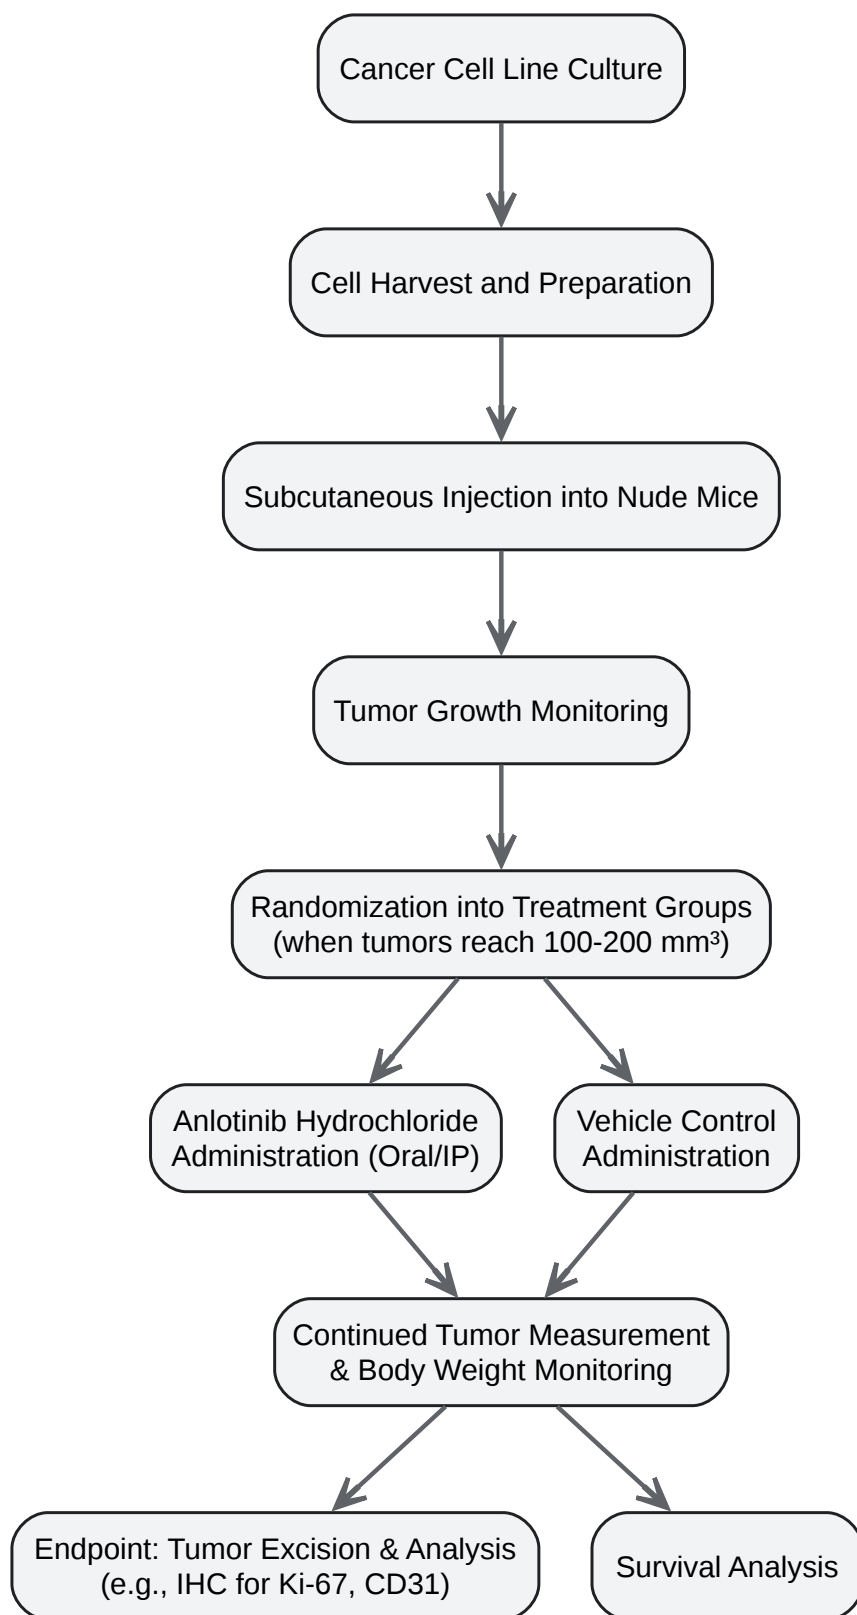 Cancer Cell Line Culture
Cell Harvest and Preparation
Subcutaneous Injection into Nude Mice
Tumor Growth Monitoring
Randomization into Treatment Groups
(when tumors reach 100-200 mm³)
Anlotinib Hydrochloride
Administration (Oral/IP)
Vehicle Control
Administration
Continued Tumor Measurement
& Body Weight Monitoring
Endpoint: Tumor Excision & Analysis
(e.g., IHC for Ki-67, CD31)
Survival Analysis